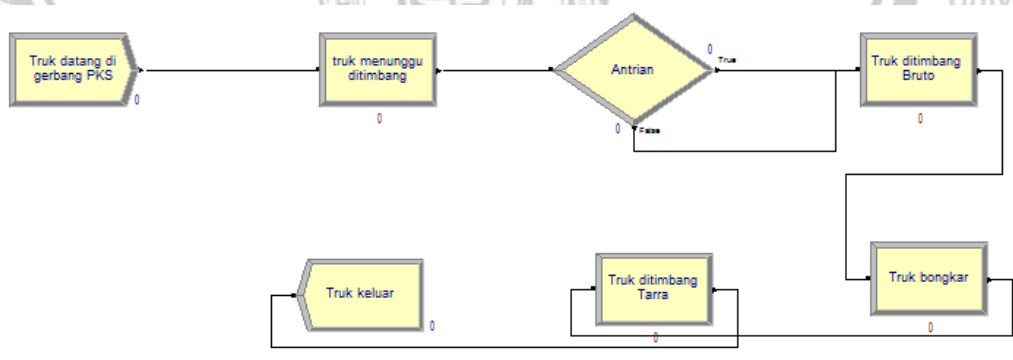 Truk datang di
gerbang PKS
0
truk menunggu
ditimbang
0
Antrian
0
True
0
False
Truk ditimbang
Bruto
0
Truk keluar
0
Truk ditimbang
Tarra
0
Truk bongkar
0